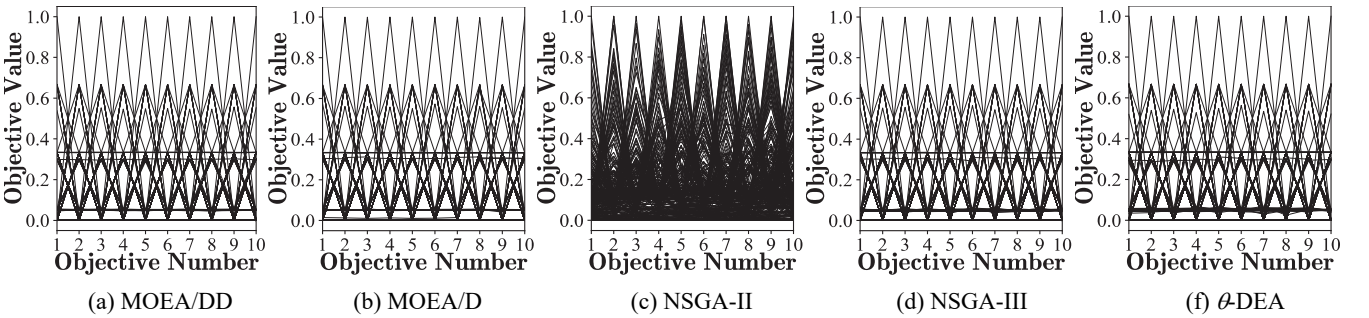 Objective Value
1.0
0.8
0.6
0.4
0.2
0.0
1 2 3 4 5 6 7 8 9 10
Objective Number
(a) MOEA/DD
Objective Value
1.0
0.8
0.6
0.4
0.2
0.0
1 2 3 4 5 6 7 8 9 10
Objective Number
(b) MOEA/D
Objective Value
1.0
0.8
0.6
0.4
0.2
0.0
1 2 3 4 5 6 7 8 9 10
Objective Number
(c) NSGA-II
Objective Value
1.0
0.8
0.6
0.4
0.2
0.0
1 2 3 4 5 6 7 8 9 10
Objective Number
(d) NSGA-III
Objective Value
1.0
0.8
0.6
0.4
0.2
0.0
1 2 3 4 5 6 7 8 9 10
Objective Number
(f) θ-DEA